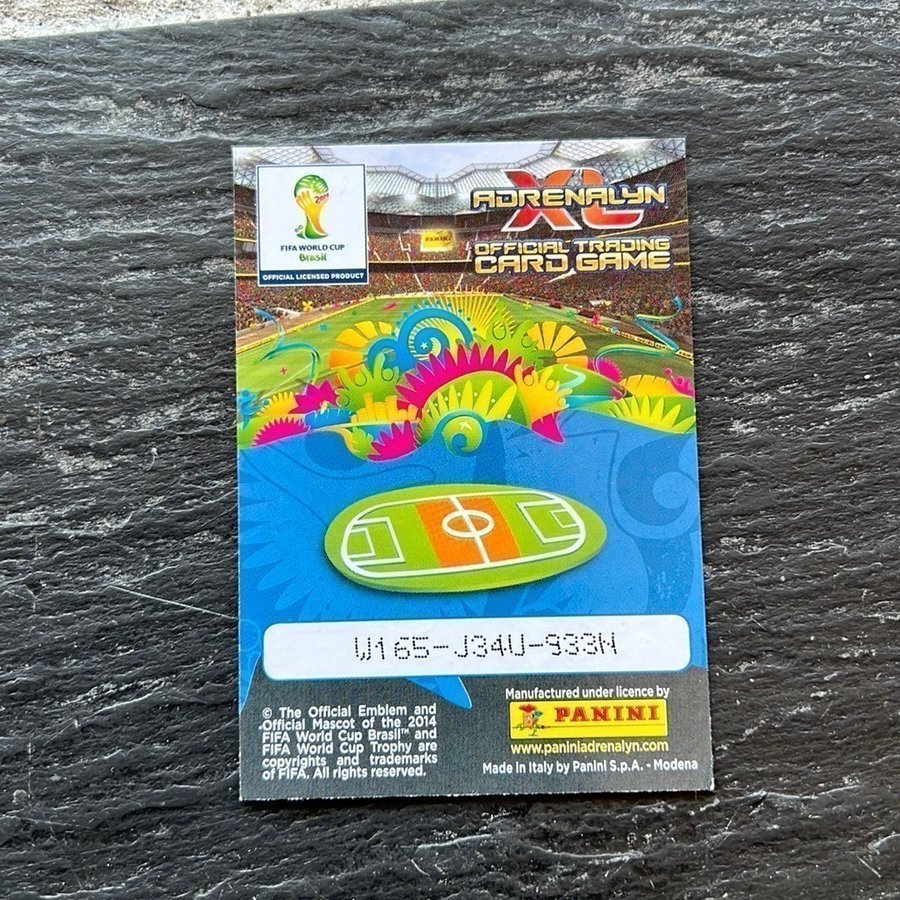 2014
FIFA WORLD CUP
Brasil
OFFICIAL LICENSED PRODUCT
ADRENALYN
XL
OFFICIAL TRADING
CARD GAME
PANINI
W165-J34U-933N
© The Official Emblem and
Official Mascot of the 2014
FIFA World Cup Brasil™ and
FIFA World Cup Trophy are
copyrights and trademarks
of FIFA. All rights reserved.
Manufactured under licence by
PANINI
www.paniniadrenalyn.com
Made in Italy by Panini S.p.A. - Modena